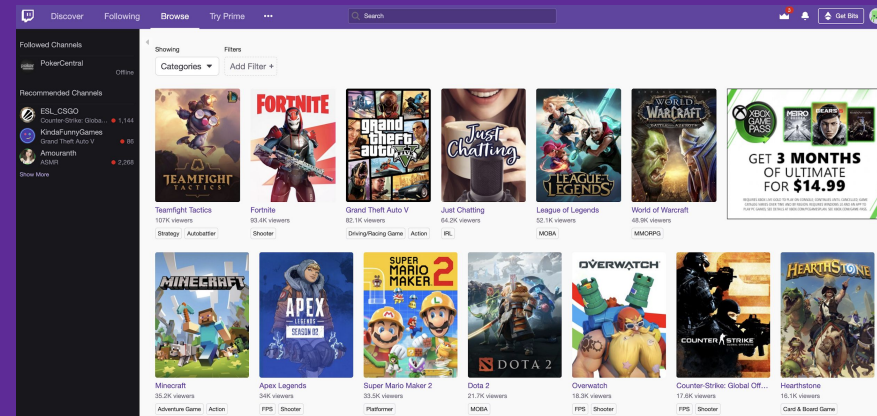 Discover Following Browse Try Prime ••• Search 3 Get Bits
Followed Channels
PokerCentral
Offline
Recommended Channels
ESL_CSGO
Counter-Strike: Globa... 1,144
KindaFunnyGames
Grand Theft Auto V 86
Amouranth
ASMR 2,268
Show More
Showing Filters
Categories Add Filter +
TEAMFIGHT
TACTICS
FORTNITE
grand
theft
auto
V
Just
Chatting
LEAGUE of
LEGENDS
WORLD
WARCRAFT
XBOX
GAME
PASS
METRO
GEARS
GET 3 MONTHS
OF ULTIMATE
FOR $14.99
Teamfight Tactics Fortnite Grand Theft Auto V Just Chatting League of Legends World of Warcraft
107K viewers 93.4K viewers 82.1K viewers 64.2K viewers 52.1K viewers 48.9K viewers
Strategy Autobattler Shooter Driving/Racing Game Action IRL MOBA MMORPG
MINECRAFT
APEX
LEGENDS
SEASON 02
SUPER
MARIO
MAKER 2
DOTA 2
OVERWATCH
COUNTER STRIKE
HEARTHSTONE
Minecraft Apex Legends Super Mario Maker 2 Dota 2 Overwatch Counter-Strike: Global Off... Hearthstone
35.2K viewers 34K viewers 33.5K viewers 21.7K viewers 18.3K viewers 17.6K viewers 16.1K viewers
Adventure Game Action FPS Shooter Platformer MOBA FPS Shooter FPS Shooter Card & Board Game